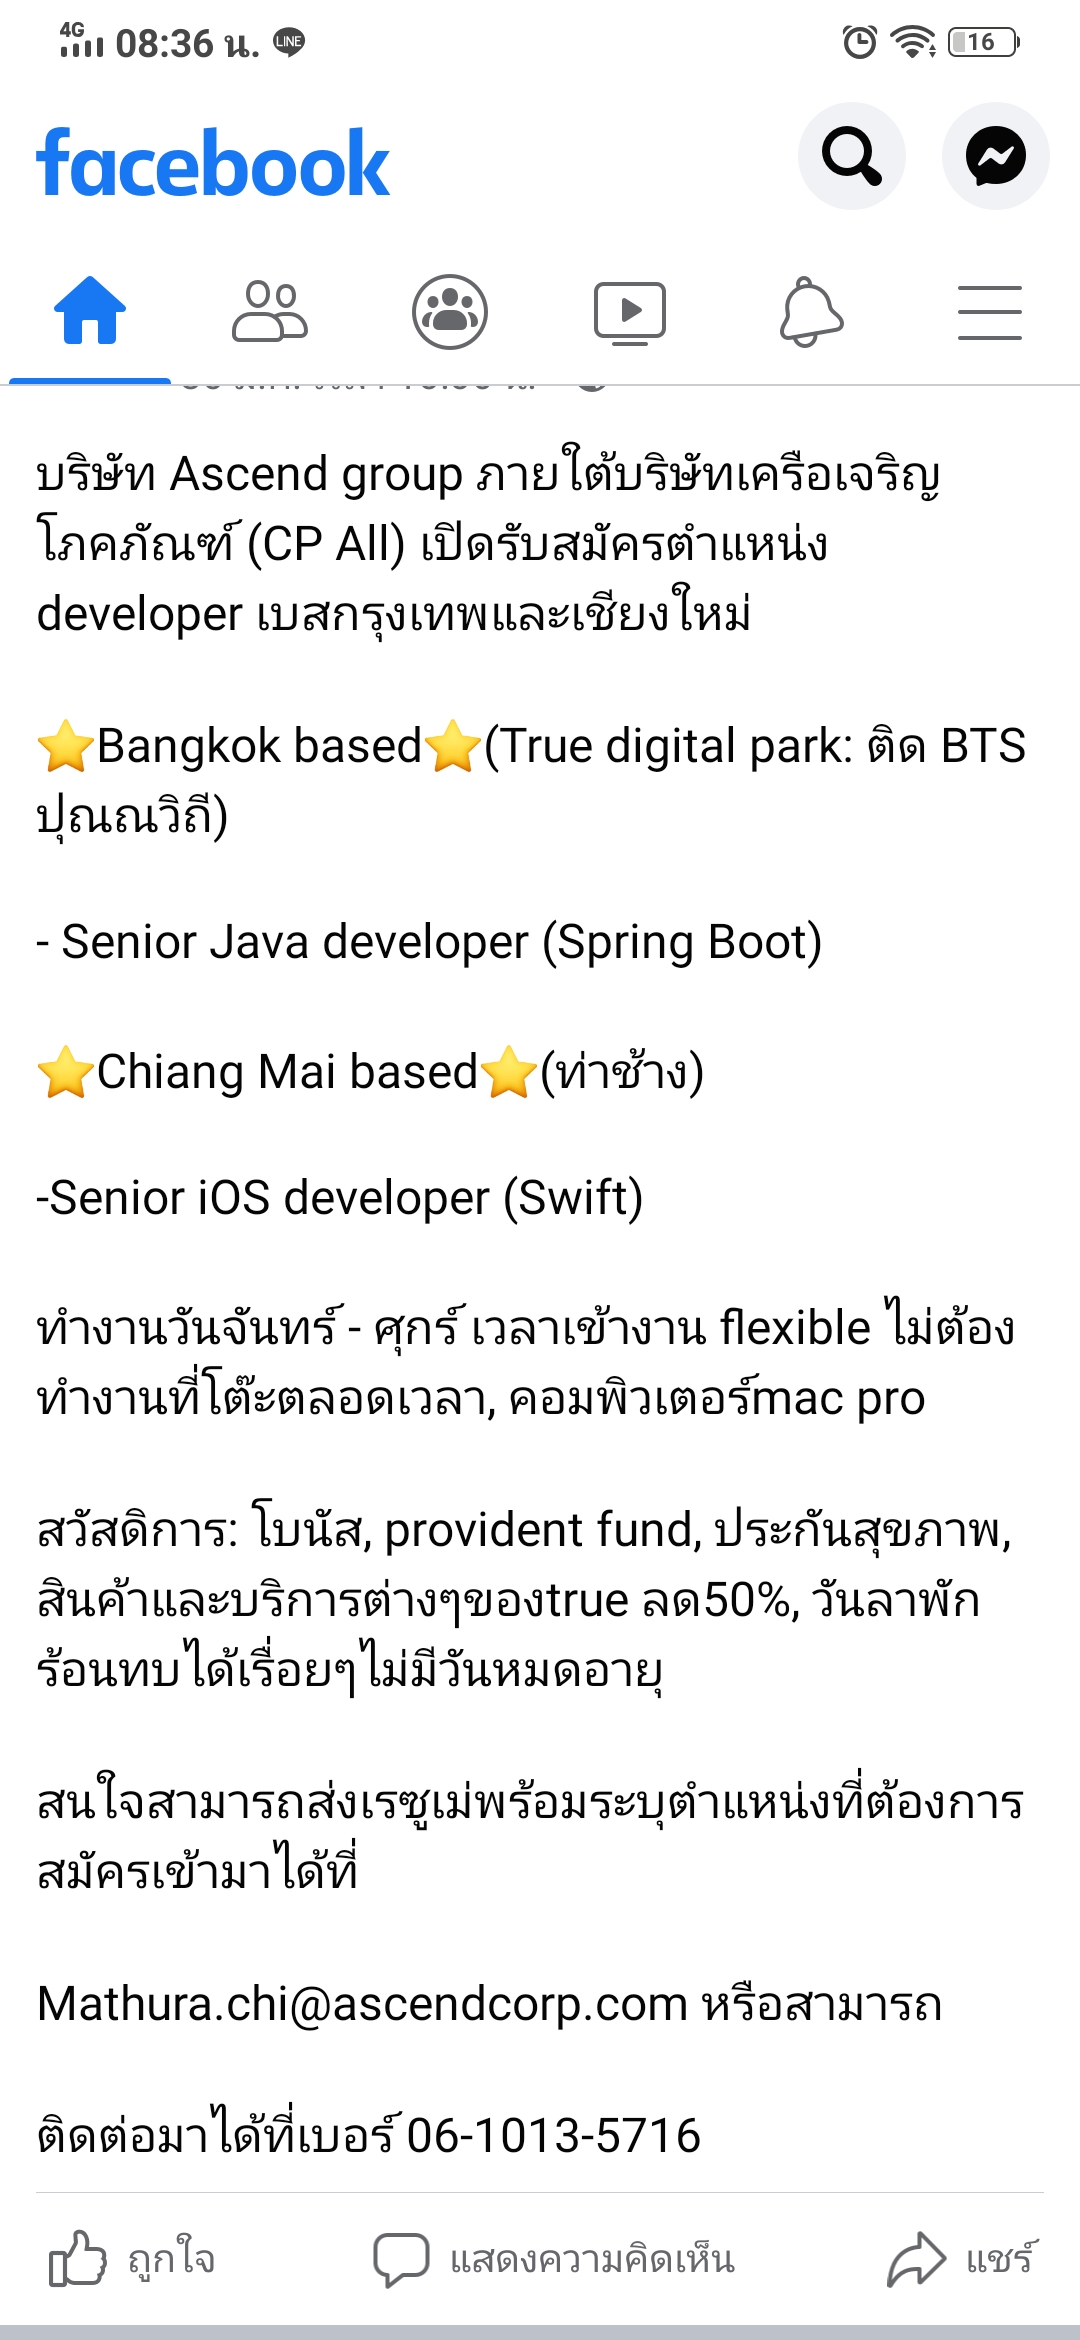 4G 08:36 น. LINE 16
facebook
บริษัท Ascend group ภายใต้บริษัทเครือเจริญ
โภคภัณฑ์ (CP All) เปิดรับสมัครตำแหน่ง
developer เบสกรุงเทพและเชียงใหม่
⭐Bangkok based⭐(True digital park: ติด BTS
ปุณณวิถี)
- Senior Java developer (Spring Boot)
⭐Chiang Mai based⭐(ท่าช้าง)
-Senior iOS developer (Swift)
ทำงานวันจันทร์ - ศุกร์ เวลาเข้างาน flexible ไม่ต้อง
ทำงานที่โต๊ะตลอดเวลา, คอมพิวเตอร์mac pro
สวัสดิการ: โบนัส, provident fund, ประกันสุขภาพ,
สินค้าและบริการต่างๆของtrue ลด50%, วันลาพัก
ร้อนทบได้เรื่อยๆไม่มีวันหมดอายุ
สนใจสามารถส่งเรซูเม่พร้อมระบุตำแหน่งที่ต้องการ
สมัครเข้ามาได้ที่
Mathura.chi@ascendcorp.com หรือสามารถ
ติดต่อมาได้ที่เบอร์ 06-1013-5716
ถูกใจ แสดงความคิดเห็น แชร์